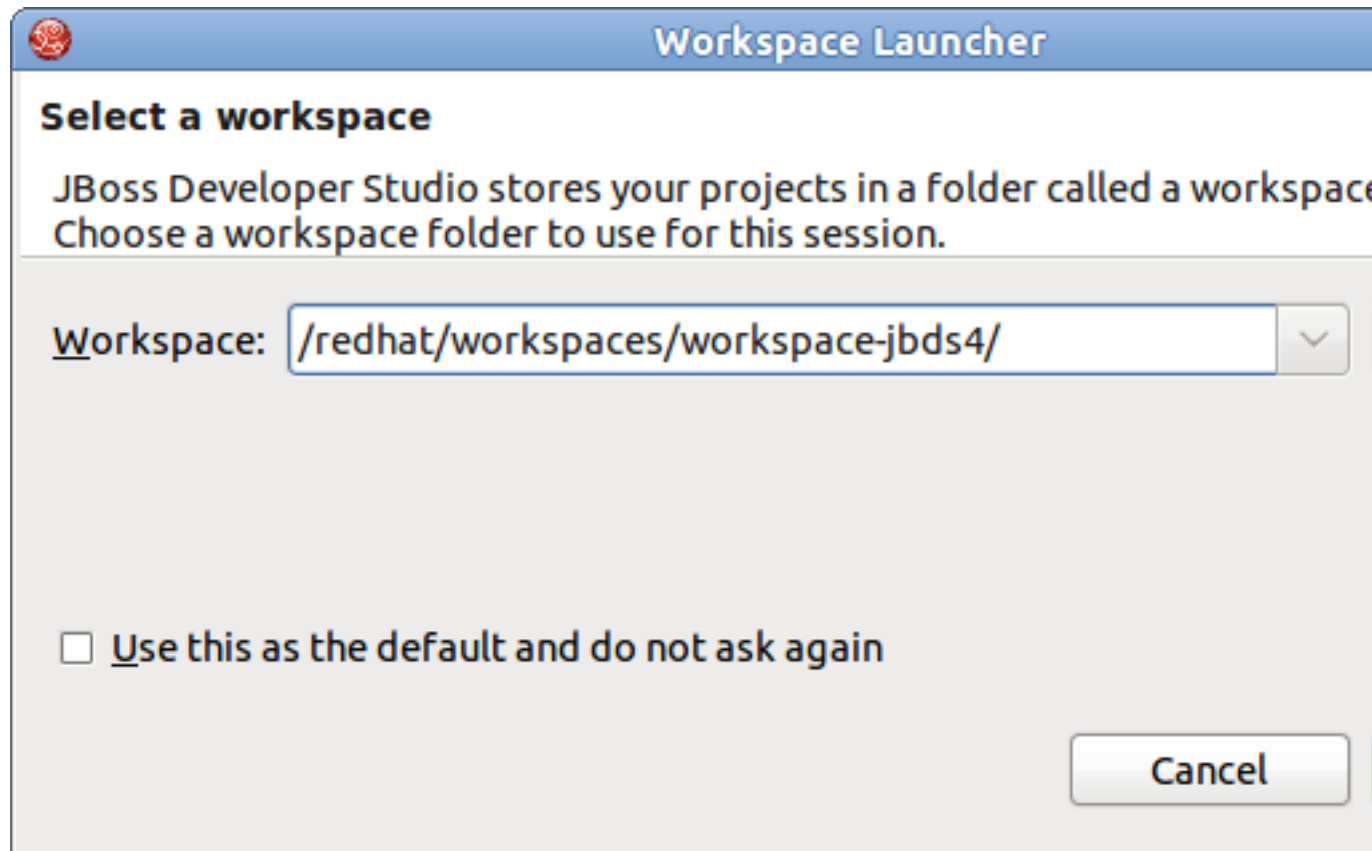 Workspace Launcher
Select a workspace
JBoss Developer Studio stores your projects in a folder called a workspace
Choose a workspace folder to use for this session.
Workspace: /redhat/workspaces/workspace-jbds4/
Use this as the default and do not ask again
Cancel